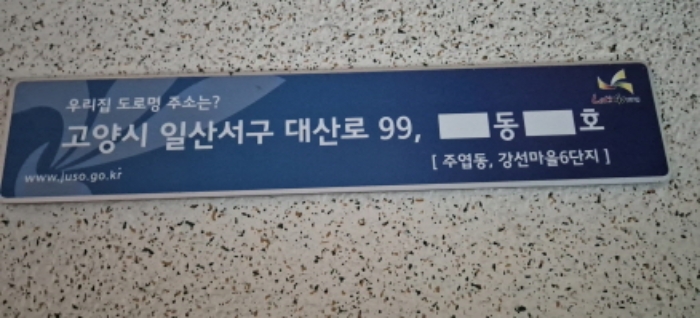 우리집 도로명 주소는?
고양시 일산서구 대산로 99, 동 호
[ 주엽동, 강선마을6단지 ]
www.juso.go.kr